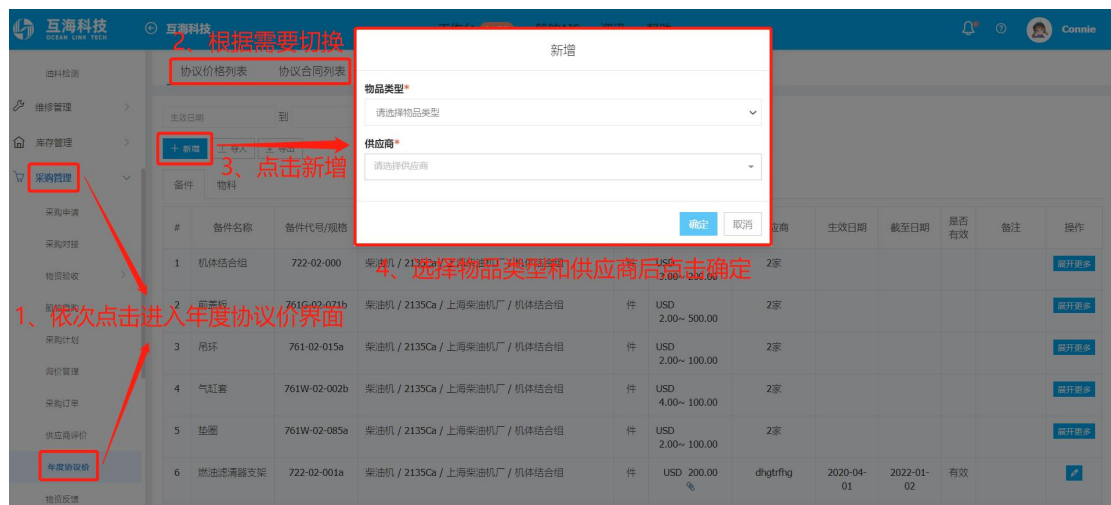 互海科技
OCEAN LINK TECH
互海科技
Connie
2、根据需要切换
协议价格列表 协议合同列表
新增
物品类型*
请选择物品类型
供应商*
请选择供应商
确定 取消
油料检测
维修管理
库存管理
采购管理
采购申请
采购对接
物资验收
采购计划
询价管理
采购订单
供应商评价
年度协议价
物资反馈
生效日期 到
+ 新增 导入 导出
3、点击新增
备件 物料
4、选择物品类型和供应商后点击确定
1、依次点击进入年度协议价界面
# 备件名称 备件代号/规格 应商 生效日期 截至日期 是否有效 备注 操作
1 机体结合组 722-02-000 柴油机 / 2135Ca / 上海柴油机厂 / 机体结合组 件 USD 2家 展开更多
2 前盖板 761G-02-071b 柴油机 / 2135Ca / 上海柴油机厂 / 机体结合组 件 USD 2.00~ 500.00 2家 展开更多
3 吊环 761-02-015a 柴油机 / 2135Ca / 上海柴油机厂 / 机体结合组 件 USD 2.00~ 100.00 2家 展开更多
4 气缸套 761W-02-002b 柴油机 / 2135Ca / 上海柴油机厂 / 机体结合组 件 USD 4.00~ 100.00 2家 展开更多
5 垫圈 761W-02-085a 柴油机 / 2135Ca / 上海柴油机厂 / 机体结合组 件 USD 2.00~ 100.00 2家 展开更多
6 燃油滤清器支架 722-02-001a 柴油机 / 2135Ca / 上海柴油机厂 / 机体结合组 件 USD 200.00 dhgtrfhg 2020-04-01 2022-01-02 有效